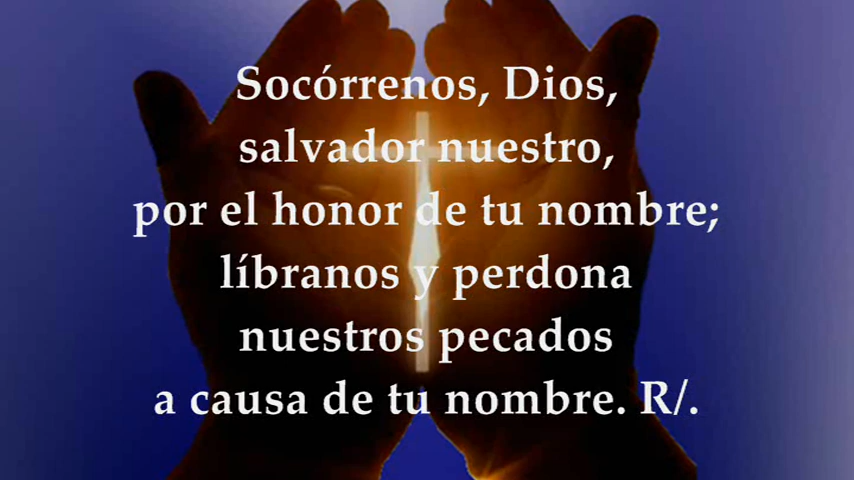 Socórrenos, Dios,
salvador nuestro,
por el honor de tu nombre;
líbranos y perdona
nuestros pecados
a causa de tu nombre. R/.